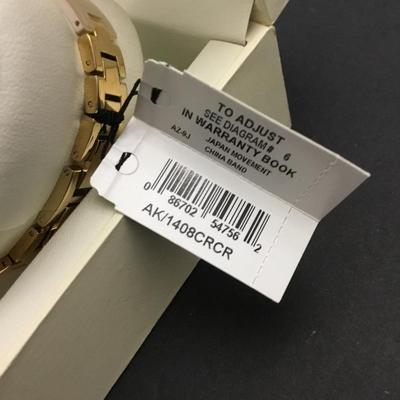 TO ADJUST
SEE DIAGRAM# 6
IN WARRANTY BOOK
AZ-9J JAPAN MOVEMENT
CHINA BAND
0 86702 54756 2
AK/1408CRCR